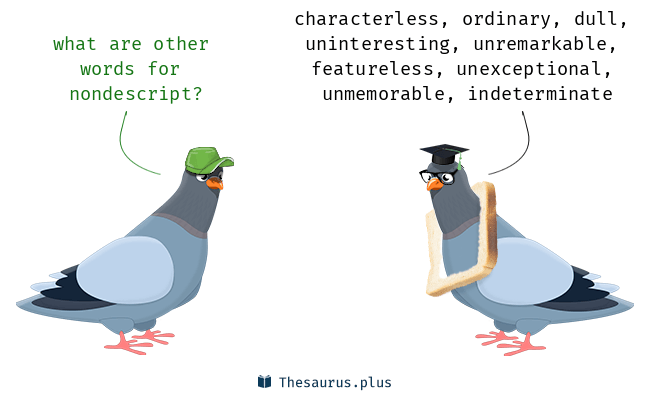 what are other
words for
nondescript?
characterless, ordinary, dull,
uninteresting, unremarkable,
featureless, unexceptional,
unmemorable, indeterminate
Thesaurus.plus